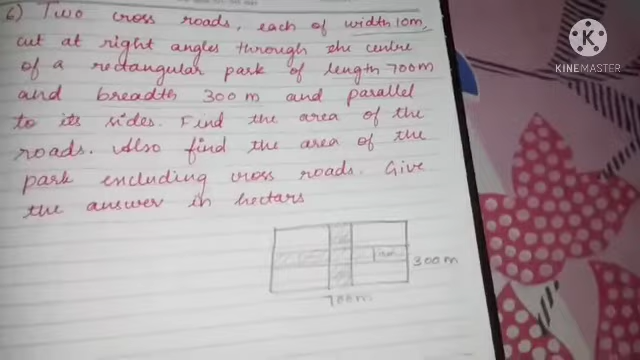 6) Two cross roads, each of width 10m,
cut at right angles through the centre
of a rectangular park of length 700m
and breadth 300 m and parallel
to its sides. Find the area of the
roads. Also find the area of the
park excluding cross roads. Give
the answer in hectars
300m
700m
KINEMASTER